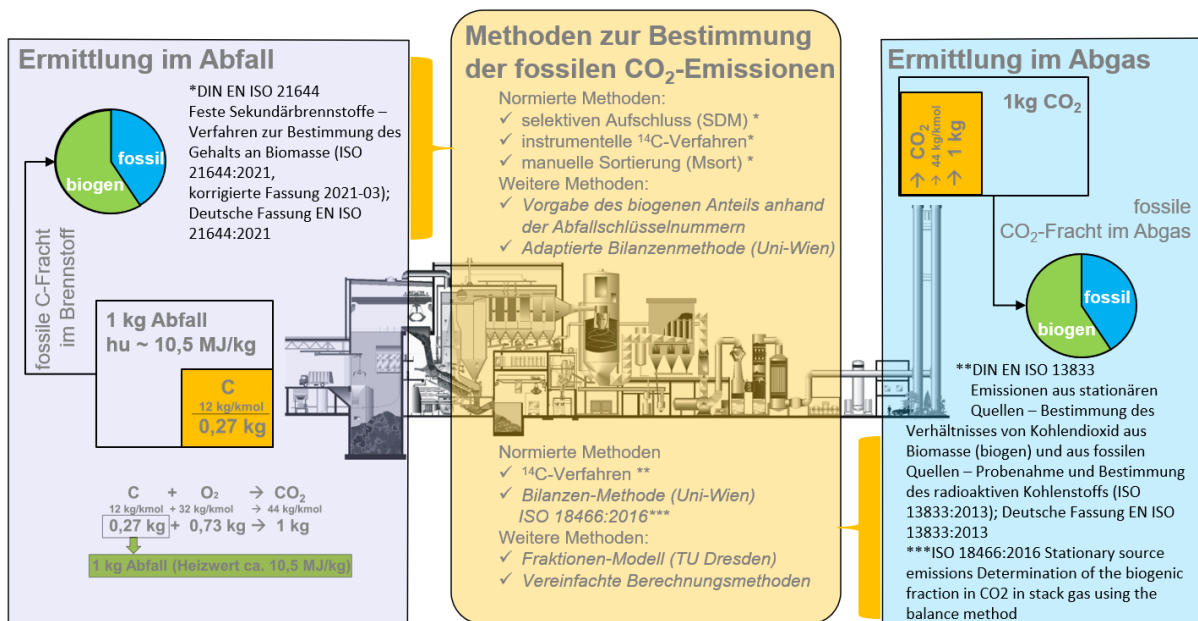 Ermittlung im Abfall
*DIN EN ISO 21644
Feste Sekundärbrennstoffe –
Verfahren zur Bestimmung des
Gehalts an Biomasse (ISO
21644:2021,
korrigierte Fassung 2021-03);
Deutsche Fassung EN ISO
21644:2021
fossil
biogen
fossile C-Fracht
im Brennstoff
1 kg Abfall
hu ~ 10,5 MJ/kg
C
12 kg/kmol
0,27 kg
C + O₂ → CO₂
12 kg/kmol + 32 kg/kmol → 44 kg/kmol
0,27 kg + 0,73 kg → 1 kg
1 kg Abfall (Heizwert ca. 10,5 MJ/kg)
Methoden zur Bestimmung
der fossilen CO₂-Emissionen
Normierte Methoden:
✓ selektiven Aufschluss (SDM) *
✓ instrumentelle ¹⁴C-Verfahren*
✓ manuelle Sortierung (Msort) *
Weitere Methoden:
✓ Vorgabe des biogenen Anteils anhand
der Abfallschlüsselnummern
✓ Adaptierte Bilanzenmethode (Uni-Wien)
Normierte Methoden
✓ ¹⁴C-Verfahren **
✓ Bilanzen-Methode (Uni-Wien)
ISO 18466:2016***
Weitere Methoden:
✓ Fraktionen-Modell (TU Dresden)
✓ Vereinfachte Berechnungsmethoden
Ermittlung im Abgas
1kg CO₂
→ CO₂
→ 44 kg/kmol
→ 1 kg
fossile
CO₂-Fracht im Abgas
fossil
biogen
**DIN EN ISO 13833
Emissionen aus stationären
Quellen – Bestimmung des
Verhältnisses von Kohlendioxid aus
Biomasse (biogen) und aus fossilen
Quellen – Probenahme und Bestimmung
des radioaktiven Kohlenstoffs (ISO
13833:2013); Deutsche Fassung EN ISO
13833:2013
***ISO 18466:2016 Stationary source
emissions Determination of the biogenic
fraction in CO2 in stack gas using the
balance method